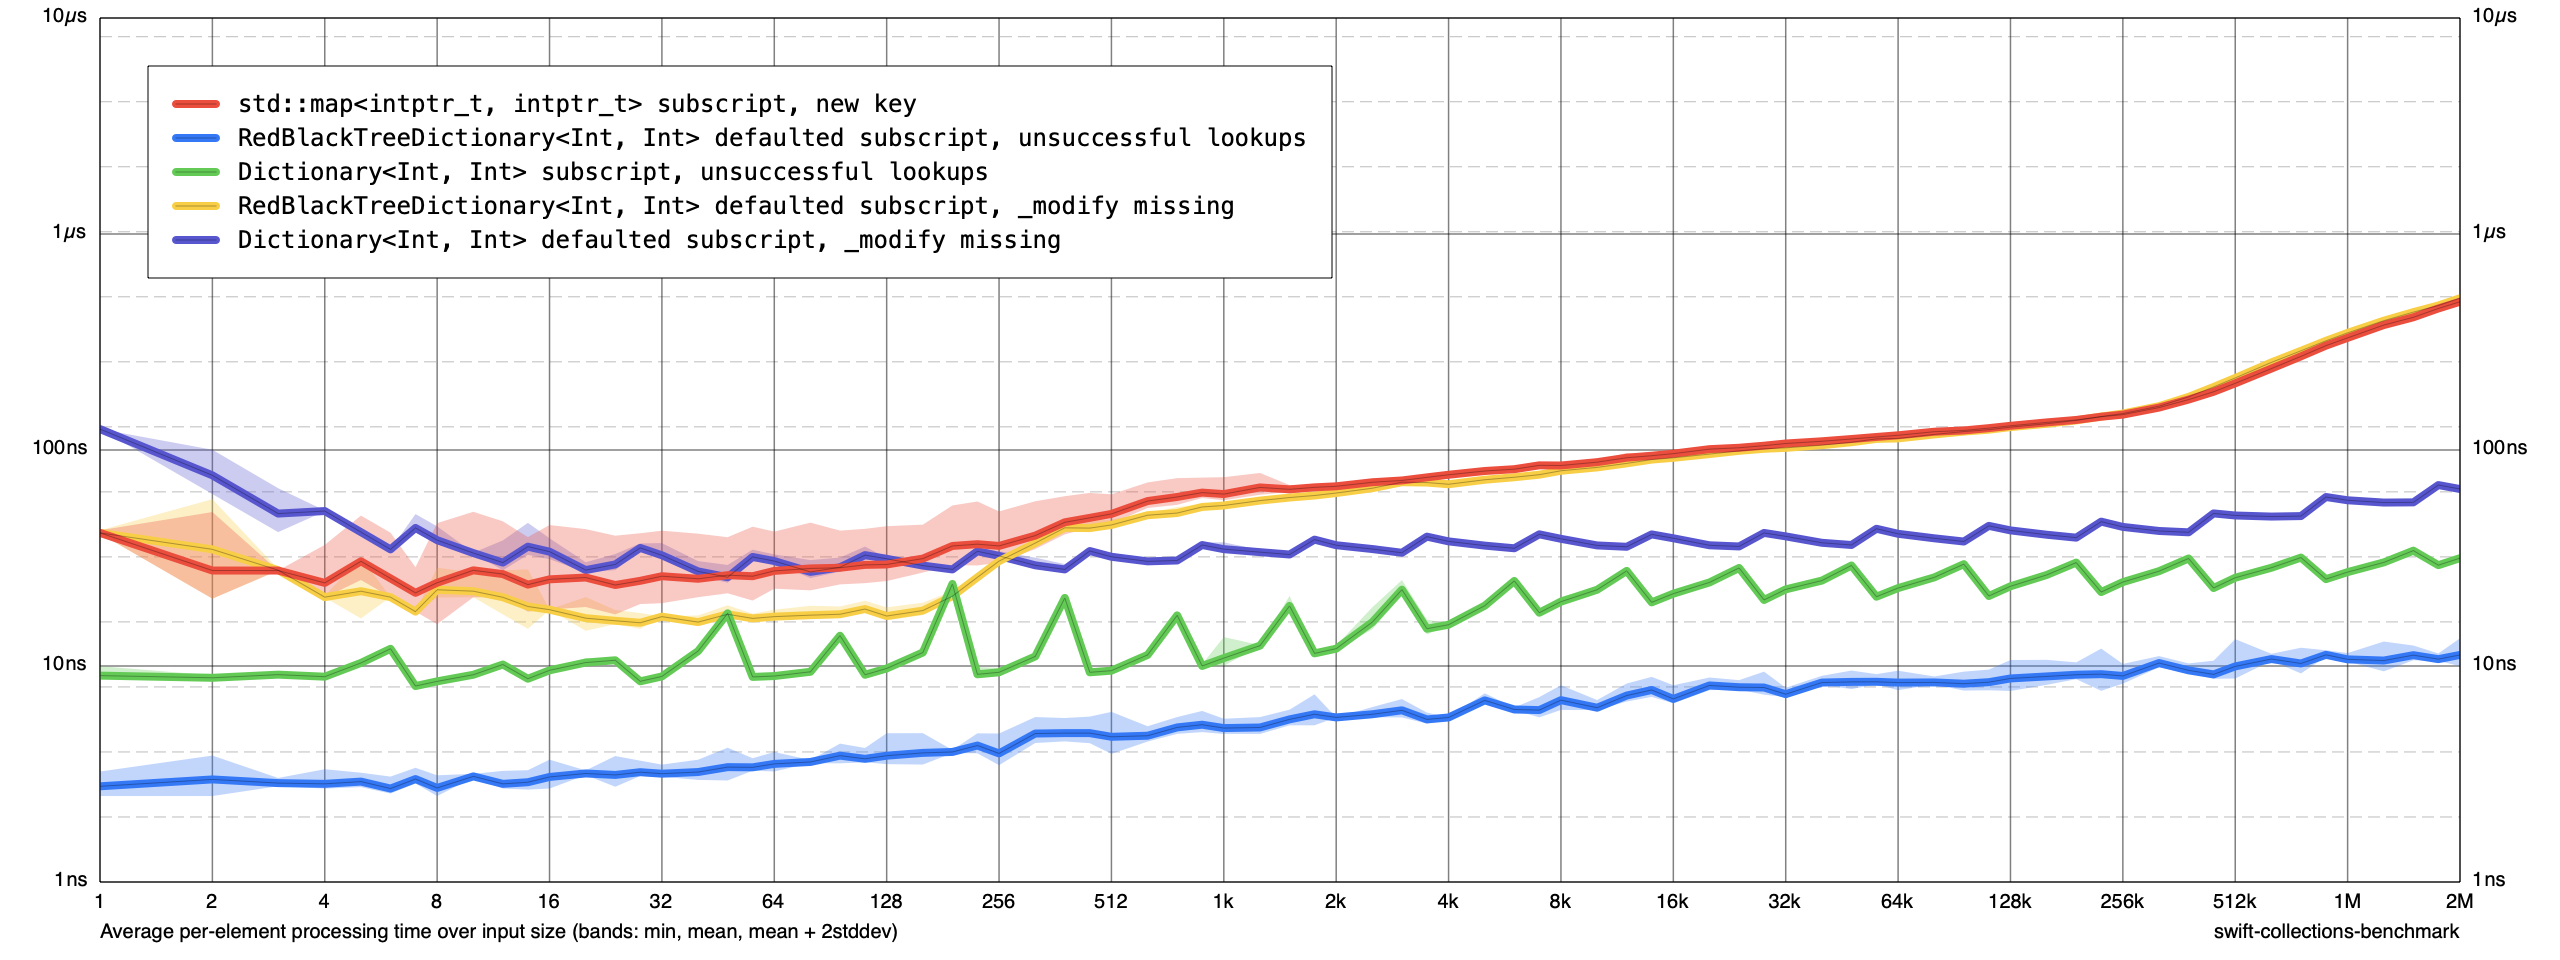 10µs
10µs
std::map<intptr_t, intptr_t> subscript, new key
RedBlackTreeDictionary<Int, Int> defaulted subscript, unsuccessful lookups
Dictionary<Int, Int> subscript, unsuccessful lookups
RedBlackTreeDictionary<Int, Int> defaulted subscript, _modify missing
Dictionary<Int, Int> defaulted subscript, _modify missing
1µs
1µs
100ns
100ns
10ns
10ns
1ns
1ns
1 2 4 8 16 32 64 128 256 512 1k 2k 4k 8k 16k 32k 64k 128k 256k 512k 1M 2M
Average per-element processing time over input size (bands: min, mean, mean + 2stddev)
swift-collections-benchmark